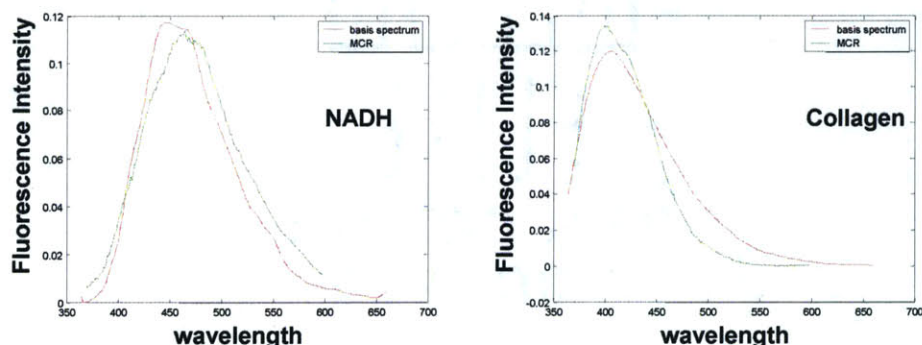 Fluorescence Intensity
0.12
0.1
0.08
0.06
0.04
0.02
0
350 400 450 500 550 600 650 700
wavelength
basis spectrum
MCR
NADH
Fluorescence Intensity
0.14
0.12
0.1
0.08
0.06
0.04
0.02
0
-0.02
350 400 450 500 550 600 650 700
wavelength
basis spectrum
MCR
Collagen